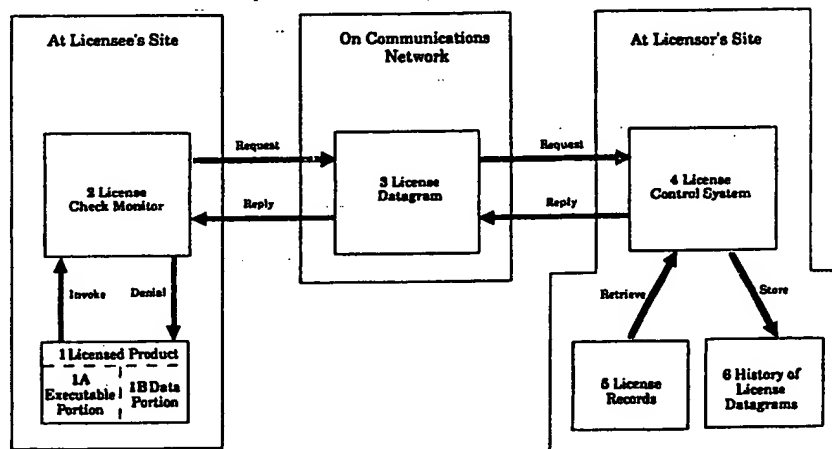 At Licensee's Site
On Communications
Network
At Licensor's Site
Request
Request
2 License
Check Monitor
3 License
Datagram
4 License
Control System
Reply
Reply
Invoke
Denial
Retrieve
Store
1 Licensed Product
1A
Executable
Portion
1B Data
Portion
5 License
Records
6 History of
License
Datagrams